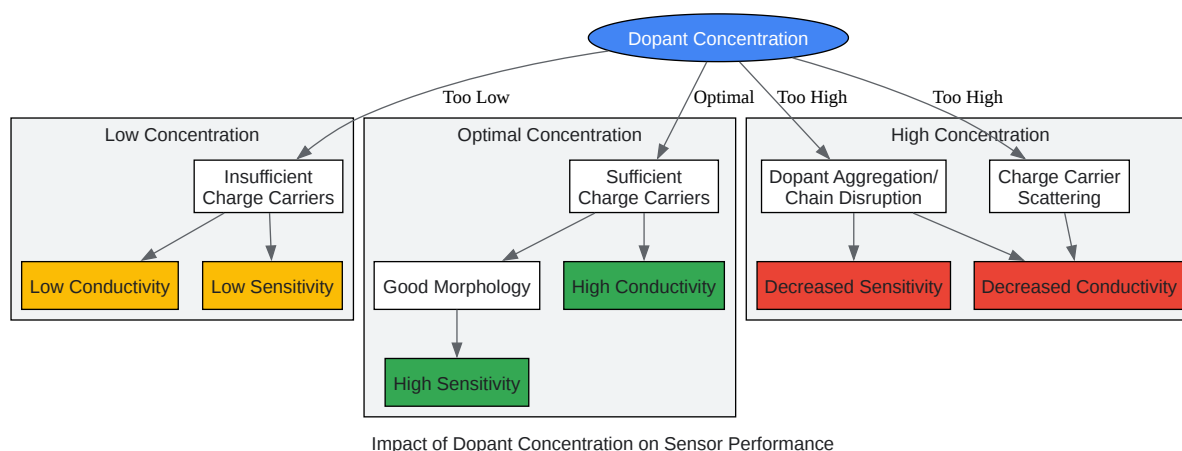 Dopant Concentration
Too Low
Optimal
Too High
Too High
Low Concentration
Optimal Concentration
High Concentration
Insufficient
Charge Carriers
Sufficient
Charge Carriers
Dopant Aggregation/
Chain Disruption
Charge Carrier
Scattering
Low Conductivity
Low Sensitivity
Good Morphology
High Conductivity
Decreased Sensitivity
Decreased Conductivity
High Sensitivity
Impact of Dopant Concentration on Sensor Performance